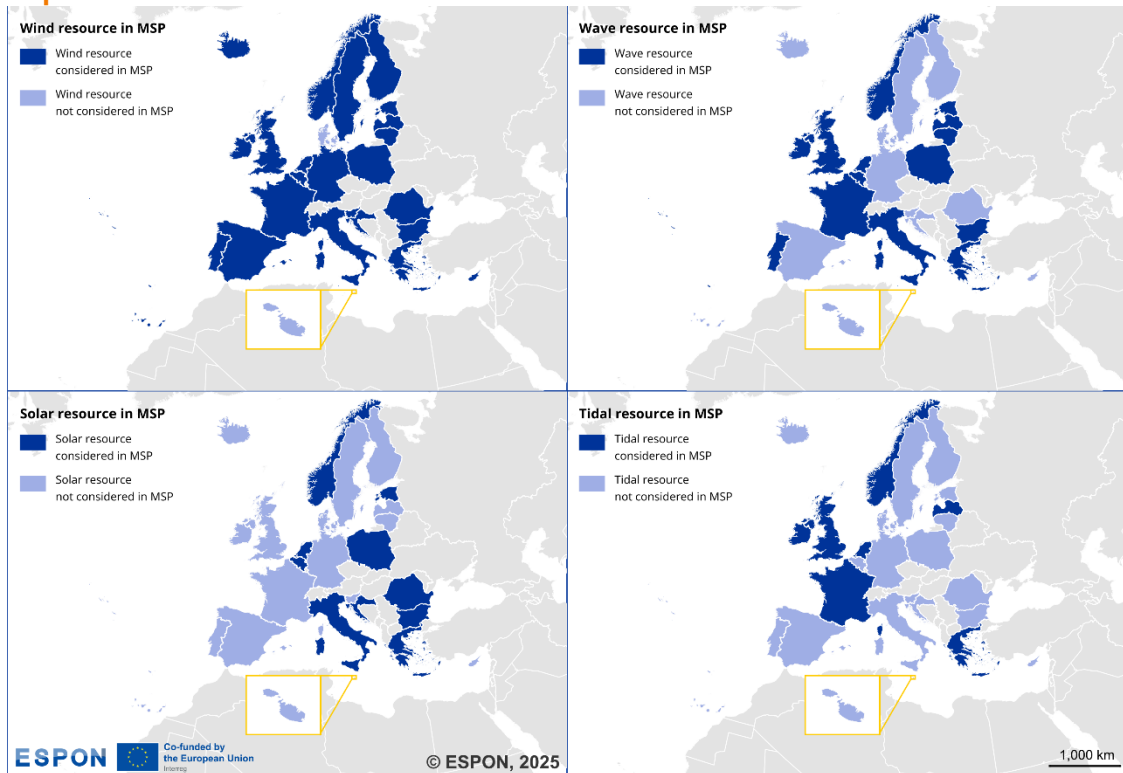 Wind resource in MSP
Wind resource
considered in MSP
Wind resource
not considered in MSP
Wave resource in MSP
Wave resource
considered in MSP
Wave resource
not considered in MSP
Solar resource in MSP
Solar resource
considered in MSP
Solar resource
not considered in MSP
Tidal resource in MSP
Tidal resource
considered in MSP
Tidal resource
not considered in MSP
ESPON
Co-funded by
the European Union
Interreg
© ESPON, 2025
1,000 km